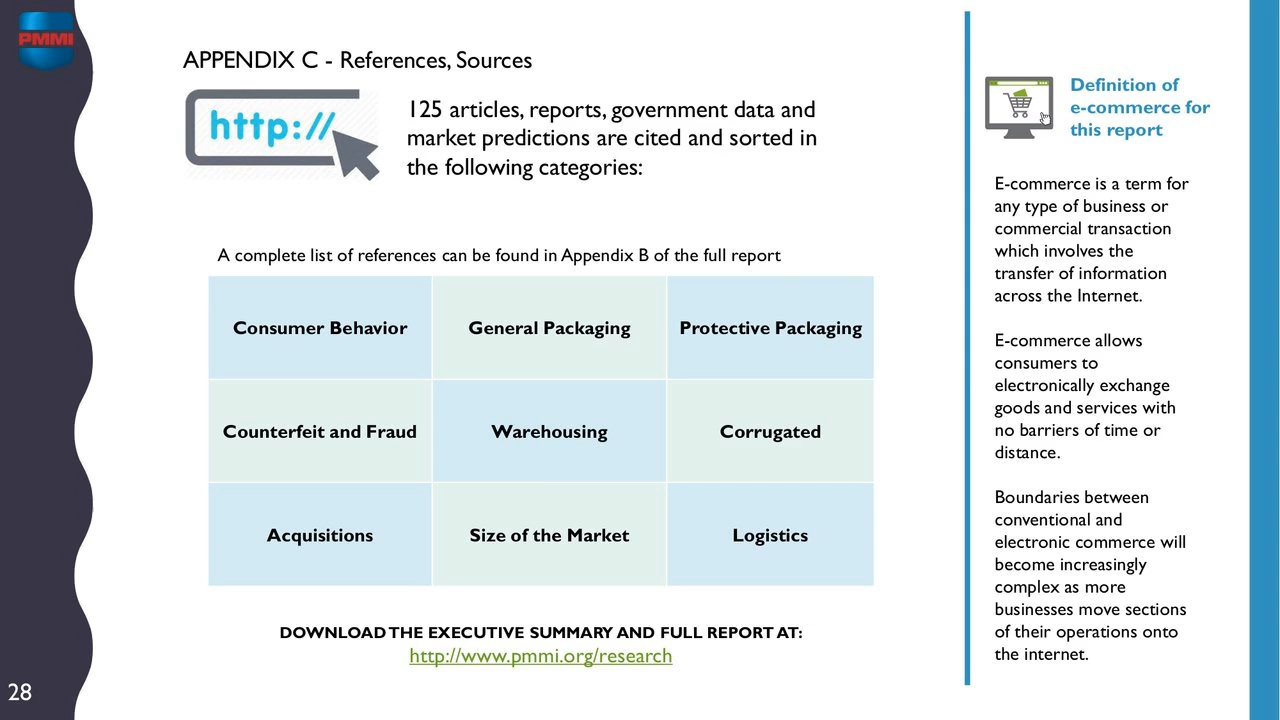 PMMI
APPENDIX C - References, Sources
http://
125 articles, reports, government data and
market predictions are cited and sorted in
the following categories:
A complete list of references can be found in Appendix B of the full report
Consumer Behavior
General Packaging
Protective Packaging
Counterfeit and Fraud
Warehousing
Corrugated
Acquisitions
Size of the Market
Logistics
DOWNLOAD THE EXECUTIVE SUMMARY AND FULL REPORT AT:
http://www.pmmi.org/research
28
Definition of
e-commerce for
this report
E-commerce is a term for
any type of business or
commercial transaction
which involves the
transfer of information
across the Internet.
E-commerce allows
consumers to
electronically exchange
goods and services with
no barriers of time or
distance.
Boundaries between
conventional and
electronic commerce will
become increasingly
complex as more
businesses move sections
of their operations onto
the internet.